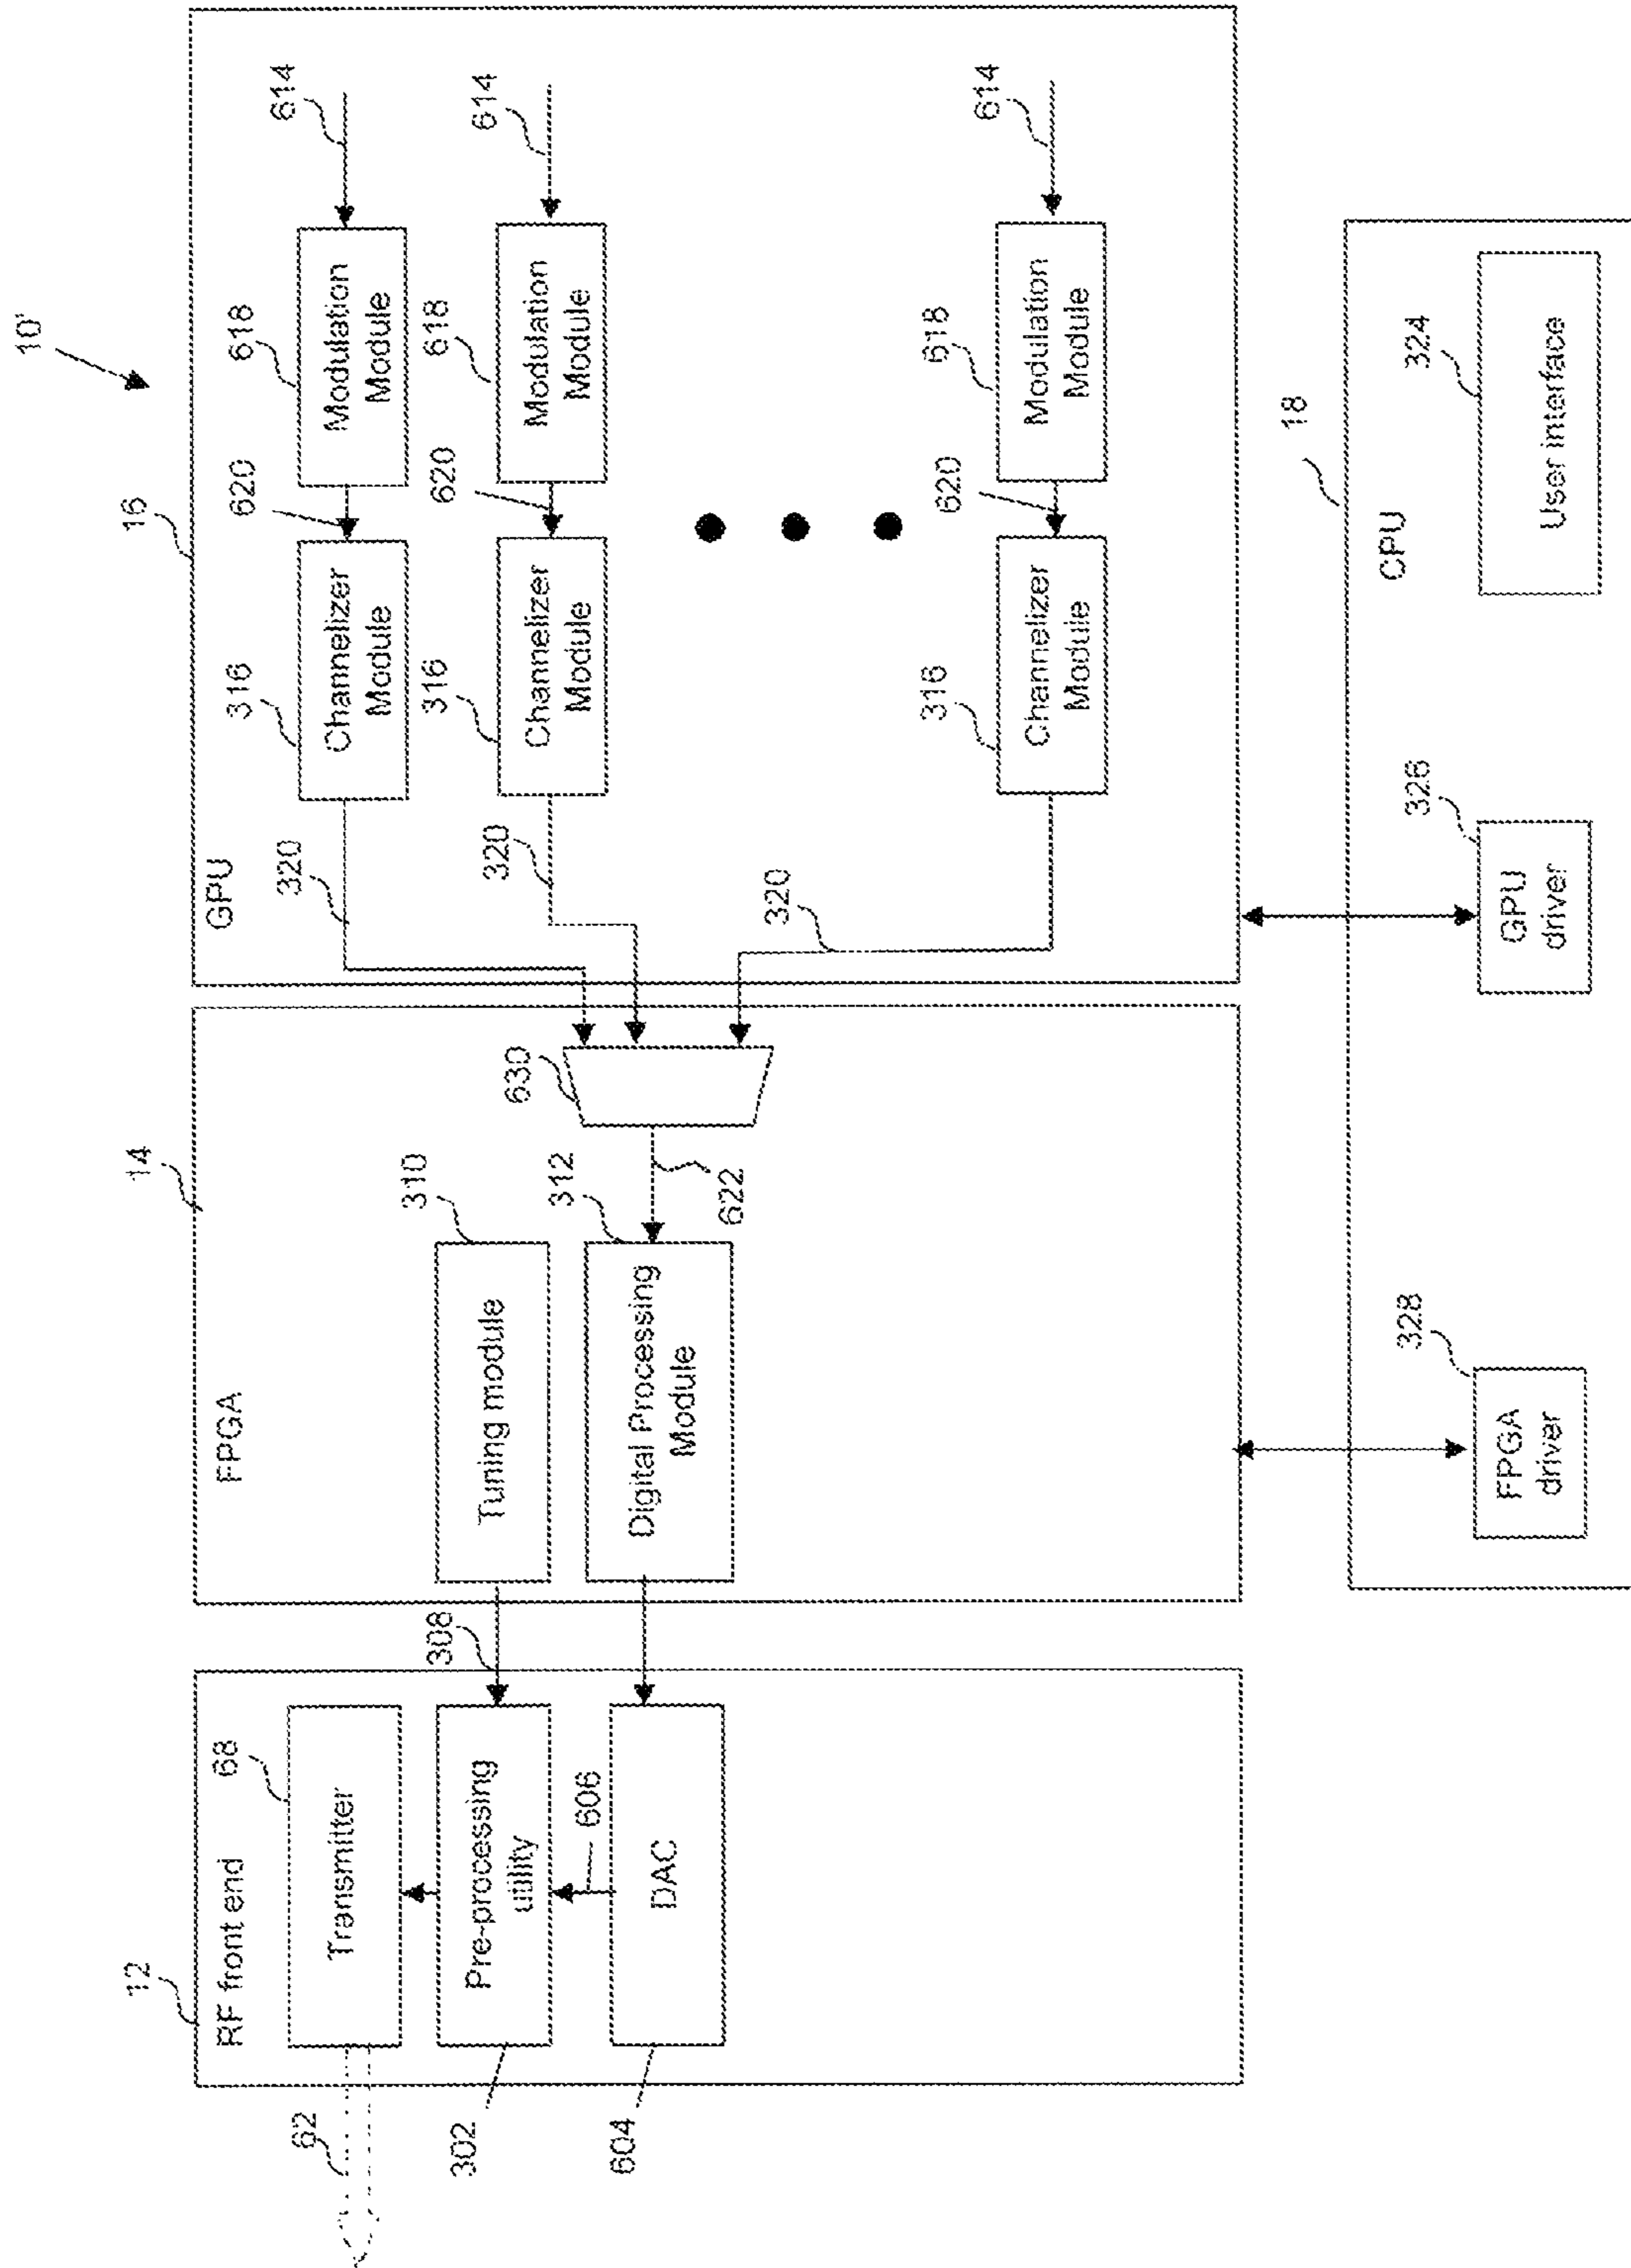 10'
12
RF front end
68
Transmitter
62
Pre-processing
utility
302
606
DAC
604
308
14
FPGA
310
Tuning module
312
Digital Processing
Module
622
630
16
GPU
320
316
Channelizer
Module
620
618
Modulation
Module
614
320
316
Channelizer
Module
620
618
Modulation
Module
614
320
316
Channelizer
Module
620
618
Modulation
Module
614
18
CPU
328
FPGA
driver
326
GPU
driver
324
User interface